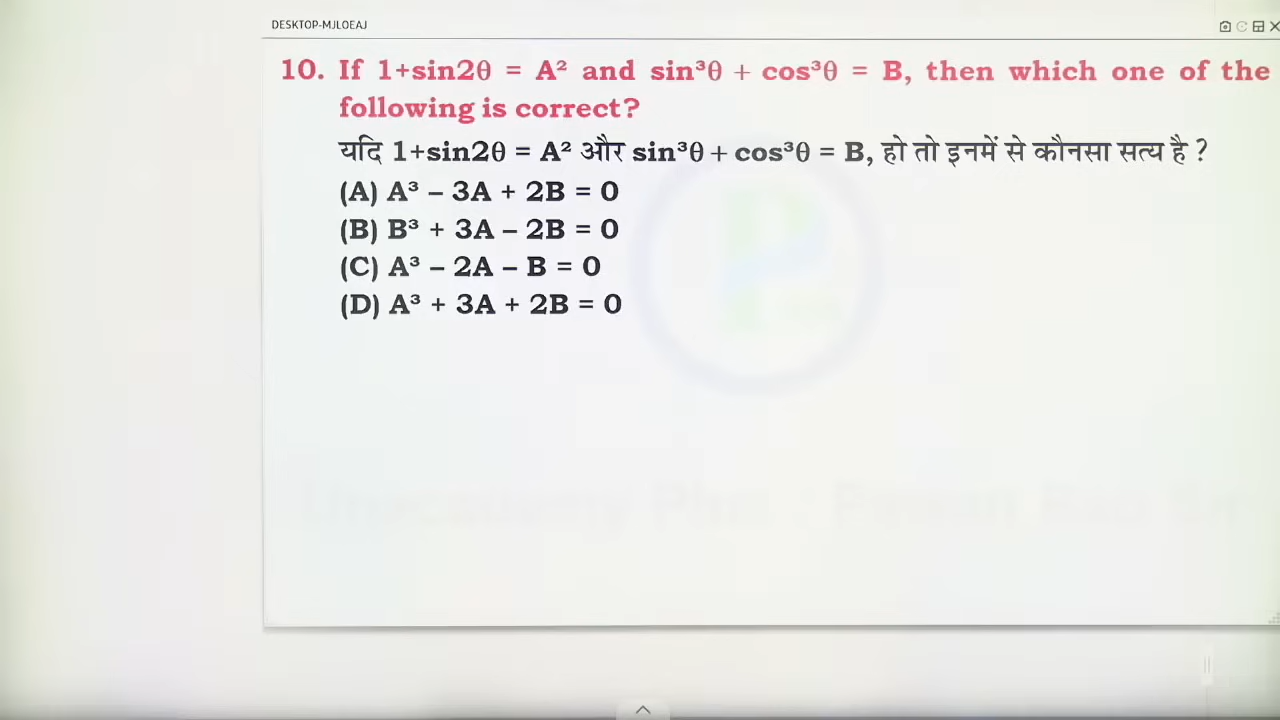 DESKTOP-MJLOEAJ
10. If 1+sin2θ = A² and sin³θ + cos³θ = B, then which one of the
following is correct?
यदि 1+sin2θ = A² और sin³θ + cos³θ = B, हो तो इनमें से कौनसा सत्य है ?
(A) A³ – 3A + 2B = 0
(B) B³ + 3A – 2B = 0
(C) A³ – 2A – B = 0
(D) A³ + 3A + 2B = 0